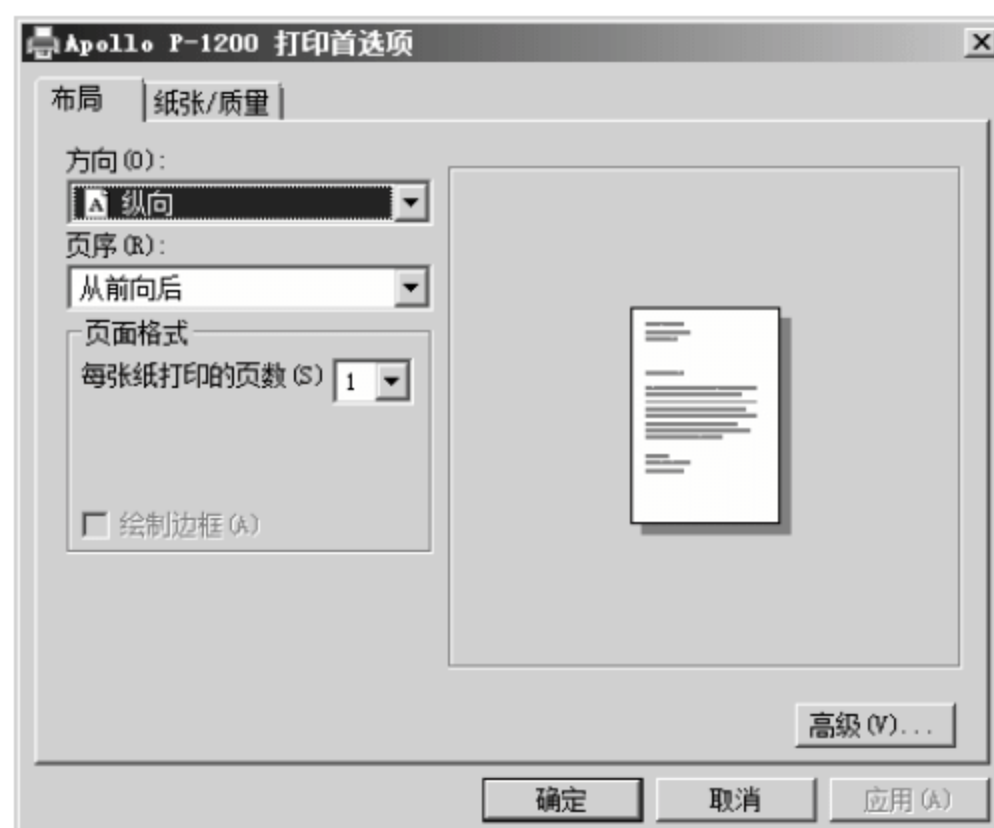 Apollo P-1200 打印首选项
布局 纸张/质量
方向(O):
纵向
页序(R):
从前向后
页面格式
每张纸打印的页数(S) 1
绘制边框(A)
高级(V)...
确定 取消 应用(A)